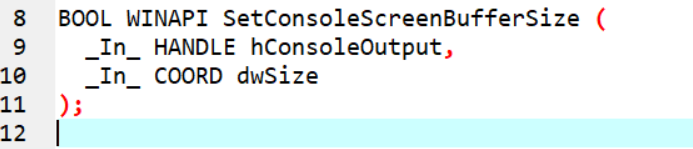 8 BOOL WINAPI SetConsoleScreenBufferSize (
9   _In_ HANDLE hConsoleOutput,
10   _In_ COORD dwSize
11 );
12